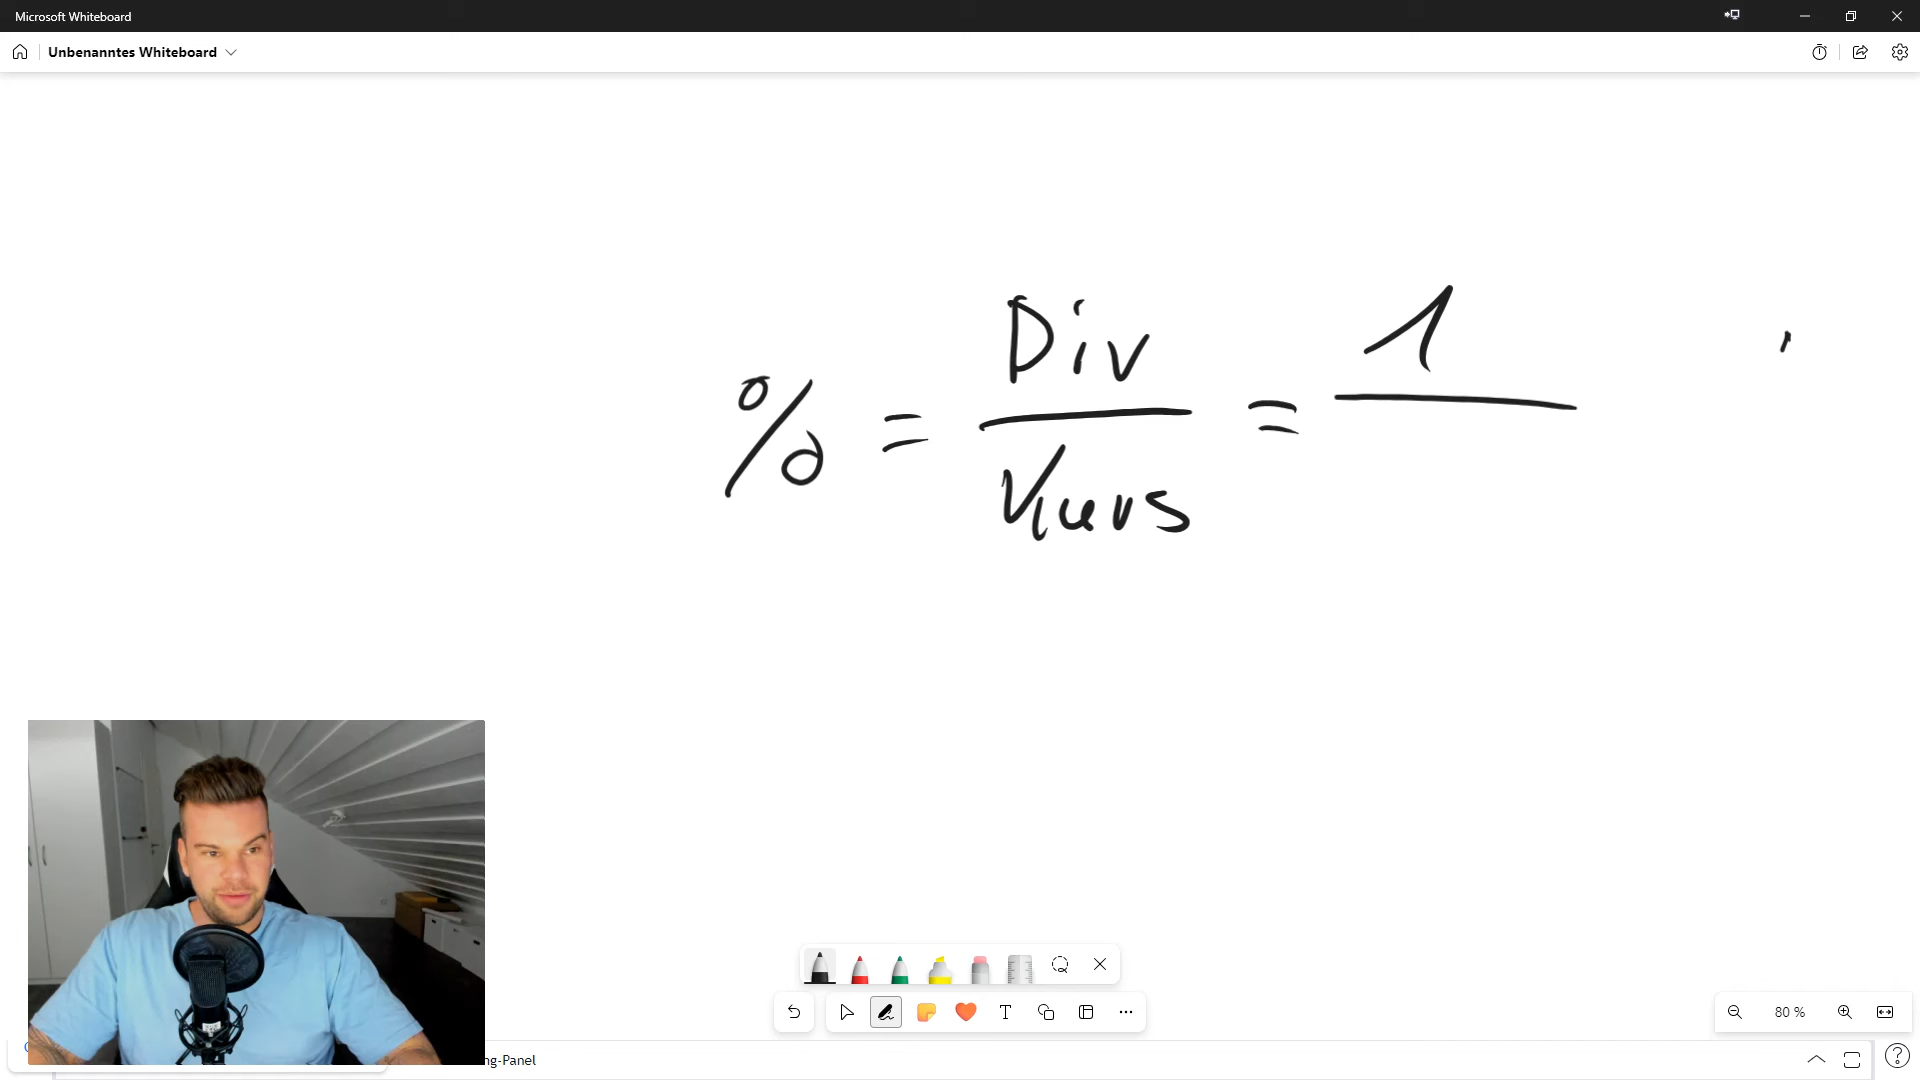 Microsoft Whiteboard
Unbenanntes Whiteboard
% = Div / Kurs = 1
T
80 %
ng-Panel
?